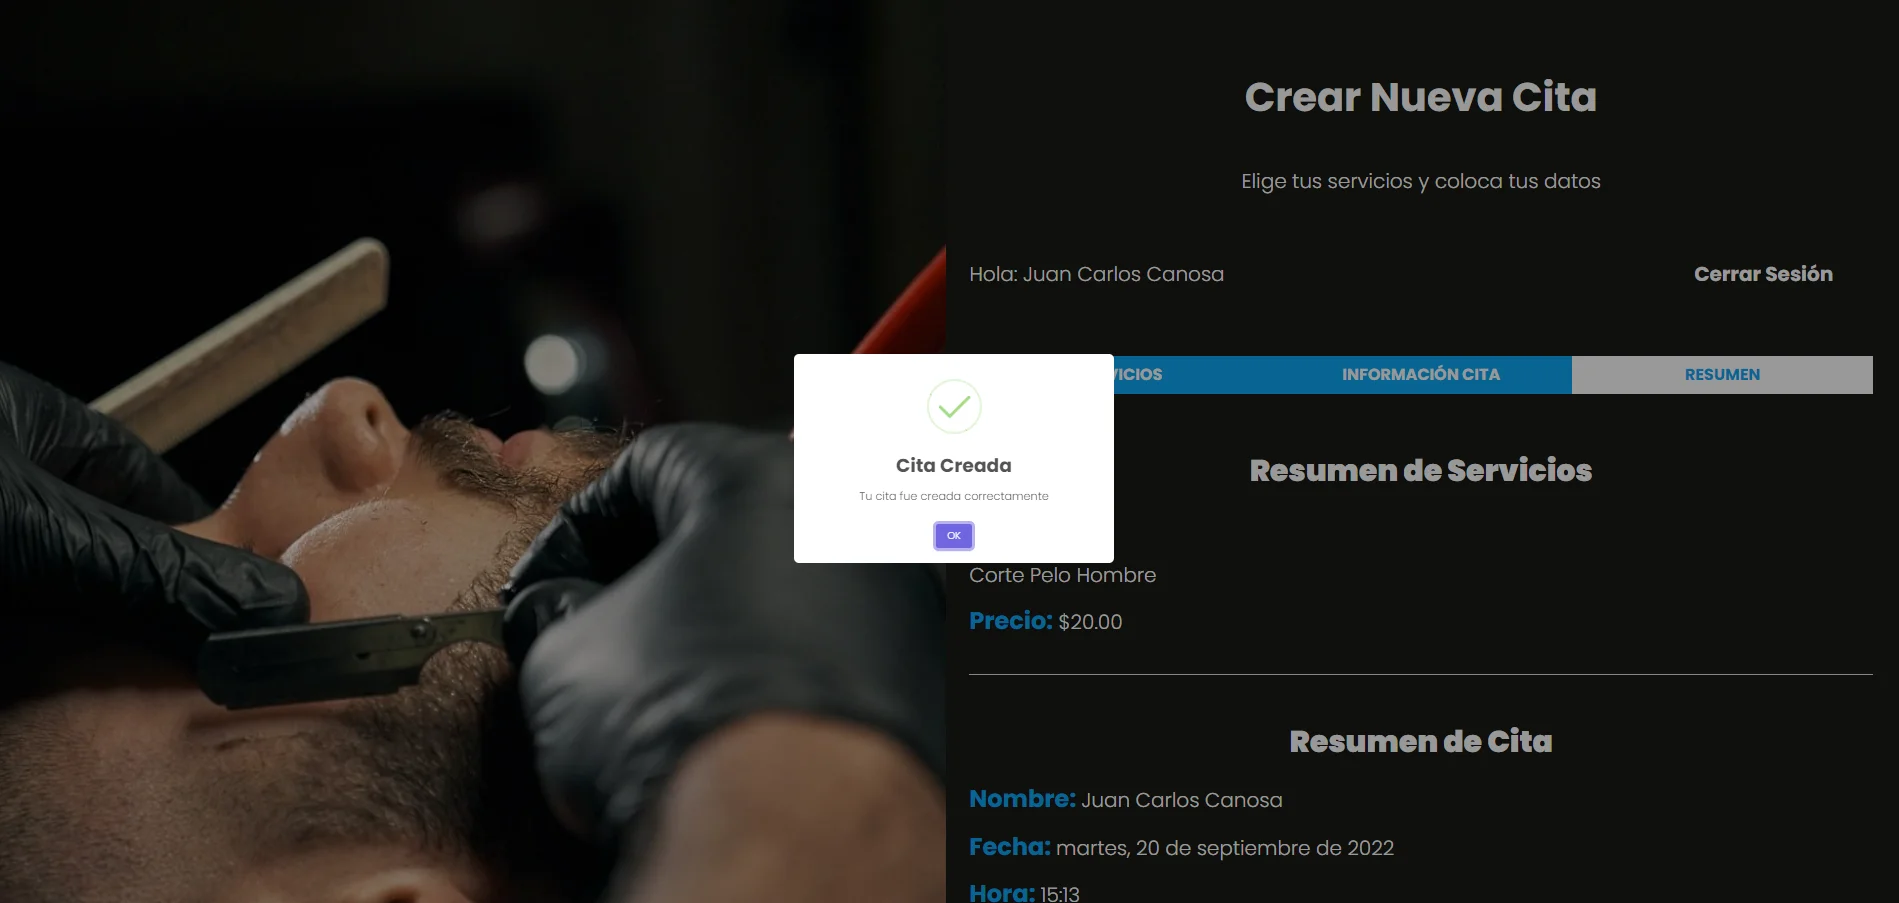 Crear Nueva Cita
Elige tus servicios y coloca tus datos
Hola: Juan Carlos Canosa
Cerrar Sesión
INFORMACIÓN CITA
RESUMEN
Cita Creada
Tu cita fue creada correctamente
OK
Resumen de Servicios
Corte Pelo Hombre
Precio: $20.00
Resumen de Cita
Nombre: Juan Carlos Canosa
Fecha: martes, 20 de septiembre de 2022
Hora: 15:13